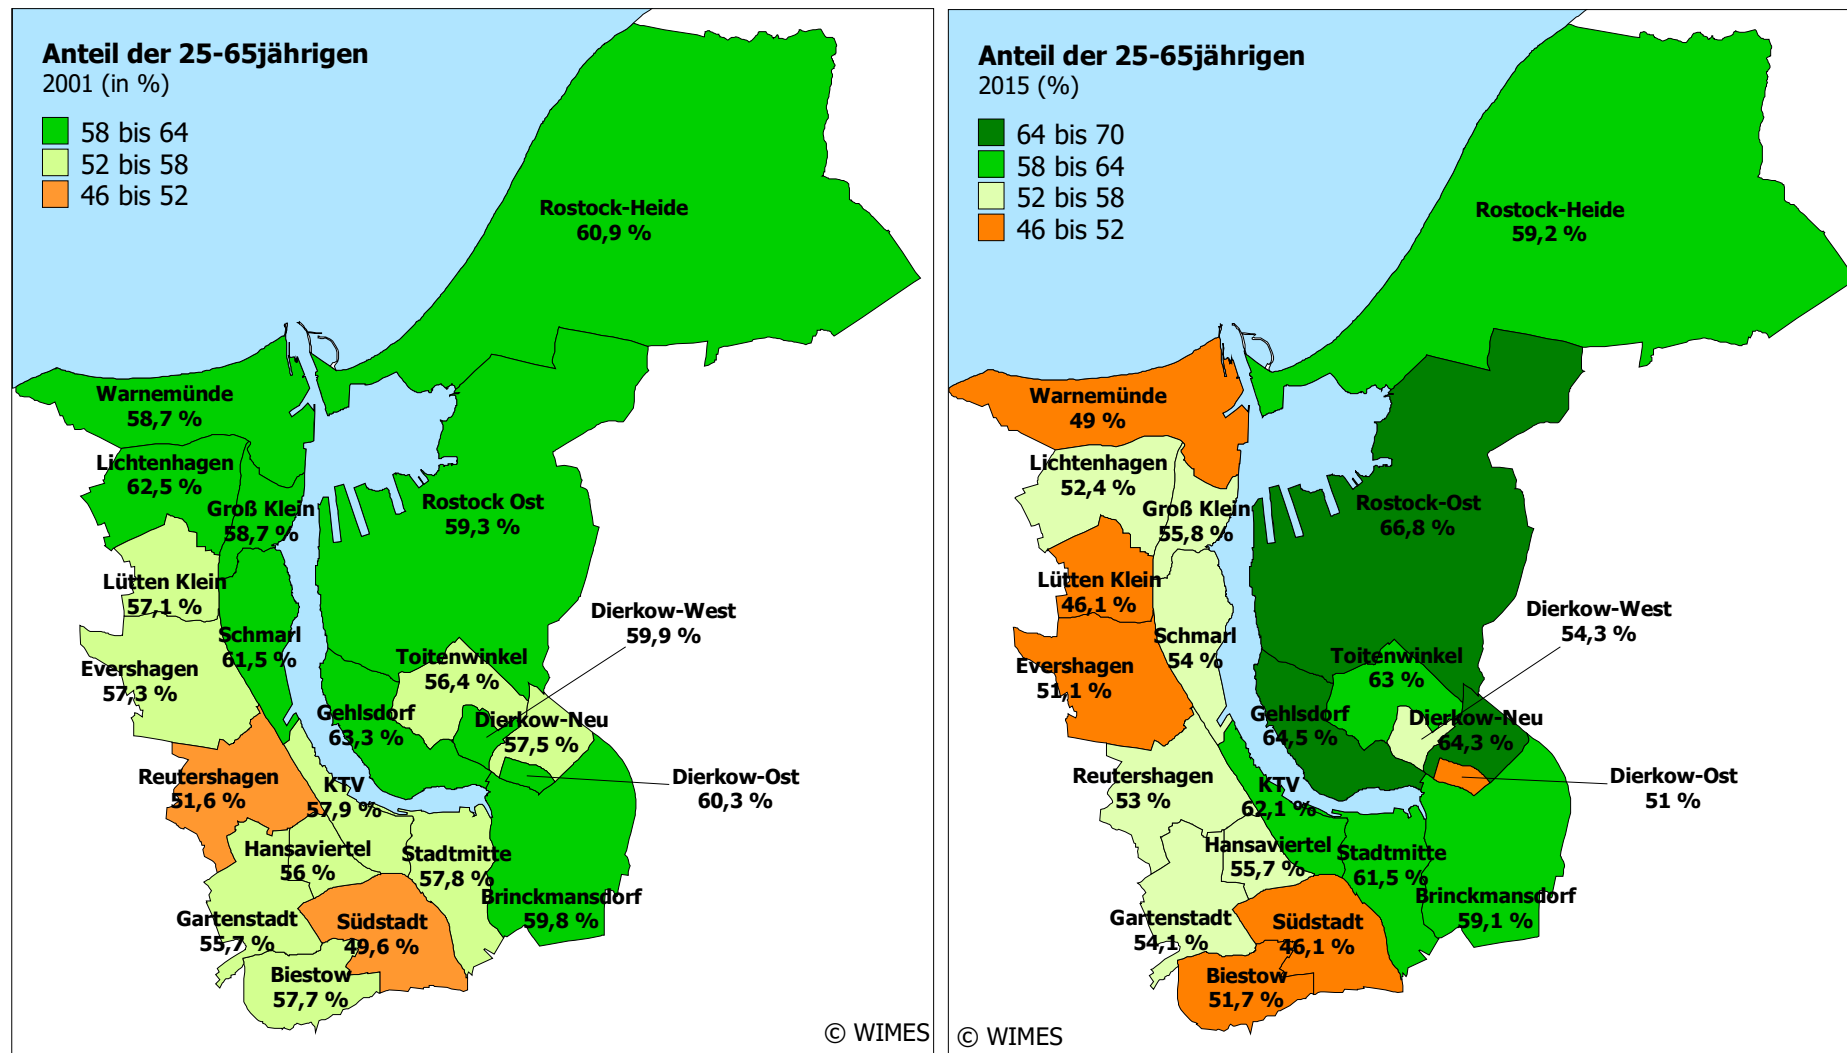 Anteil der 25-65jährigen
2001 (in %)
58 bis 64
52 bis 58
46 bis 52
Rostock-Heide
60,9 %
Warnemünde
58,7 %
Lichtenhagen
62,5 %
Groß Klein
58,7 %
Rostock Ost
59,3 %
Lütten Klein
57,1 %
Dierkow-West
59,9 %
Schmarl
61,5 %
Evershagen
57,3 %
Toitenwinkel
56,4 %
Gehlsdorf
63,3 %
Dierkow-Neu
57,5 %
Reutershagen
51,6 %
KTV
57,9 %
Dierkow-Ost
60,3 %
Hansaviertel
56 %
Stadtmitte
57,8 %
Brinckmansdorf
59,8 %
Gartenstadt
55,7 %
Südstadt
49,6 %
Biestow
57,7 %
© WIMES
Anteil der 25-65jährigen
2015 (%)
64 bis 70
58 bis 64
52 bis 58
46 bis 52
Rostock-Heide
59,2 %
Warnemünde
49 %
Lichtenhagen
52,4 %
Groß Klein
55,8 %
Rostock-Ost
66,8 %
Lütten Klein
46,1 %
Dierkow-West
54,3 %
Schmarl
54 %
Evershagen
51,1 %
Toitenwinkel
63 %
Gehlsdorf
64,5 %
Dierkow-Neu
64,3 %
Reutershagen
53 %
KTV
62,1 %
Dierkow-Ost
51 %
Hansaviertel
55,7 %
Stadtmitte
61,5 %
Brinckmansdorf
59,1 %
Gartenstadt
54,1 %
Südstadt
46,1 %
Biestow
51,7 %
© WIMES